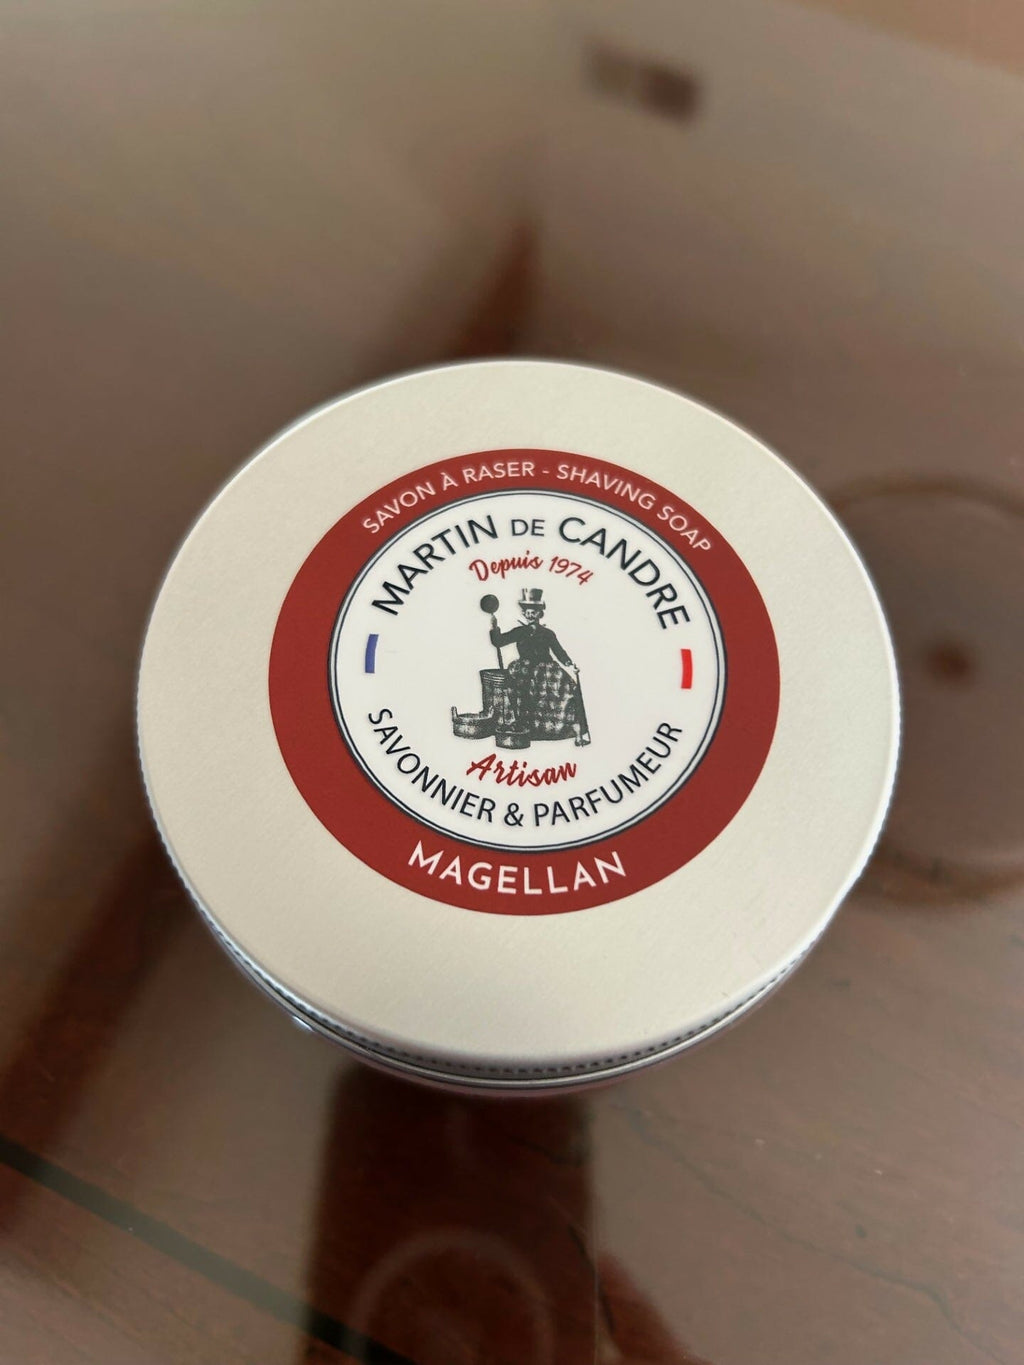 SAVON À RASER - SHAVING SOAP
MARTIN DE CANDRE
Depuis 1974
Artisan
SAVONNIER & PARFUMEUR
MAGELLAN